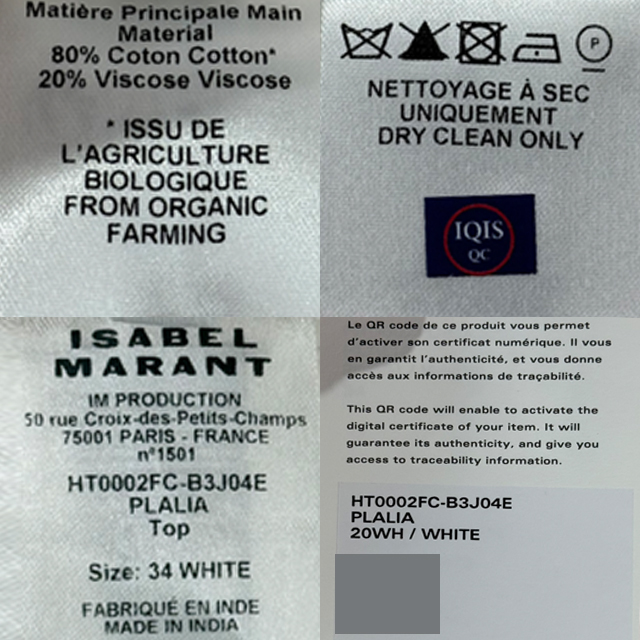 Matière Principale Main
Material
80% Coton Cotton*
20% Viscose Viscose
* ISSU DE
L'AGRICULTURE
BIOLOGIQUE
FROM ORGANIC
FARMING
P
NETTOYAGE À SEC
UNIQUEMENT
DRY CLEAN ONLY
IQIS
QC
ISABEL
MARANT
IM PRODUCTION
50 rue Croix-des-Petits-Champs
75001 PARIS - FRANCE
n°1501
HT0002FC-B3J04E
PLALIA
Top
Size: 34 WHITE
FABRIQUÉ EN INDE
MADE IN INDIA
Le QR code de ce produit vous permet
d'activer son certificat numérique. Il vous
en garantit l'authenticité, et vous donne
accès aux informations de traçabilité.
This QR code will enable to activate the
digital certificate of your item. It will
guarantee its authenticity, and give you
access to traceability information.
HT0002FC-B3J04E
PLALIA
20WH / WHITE